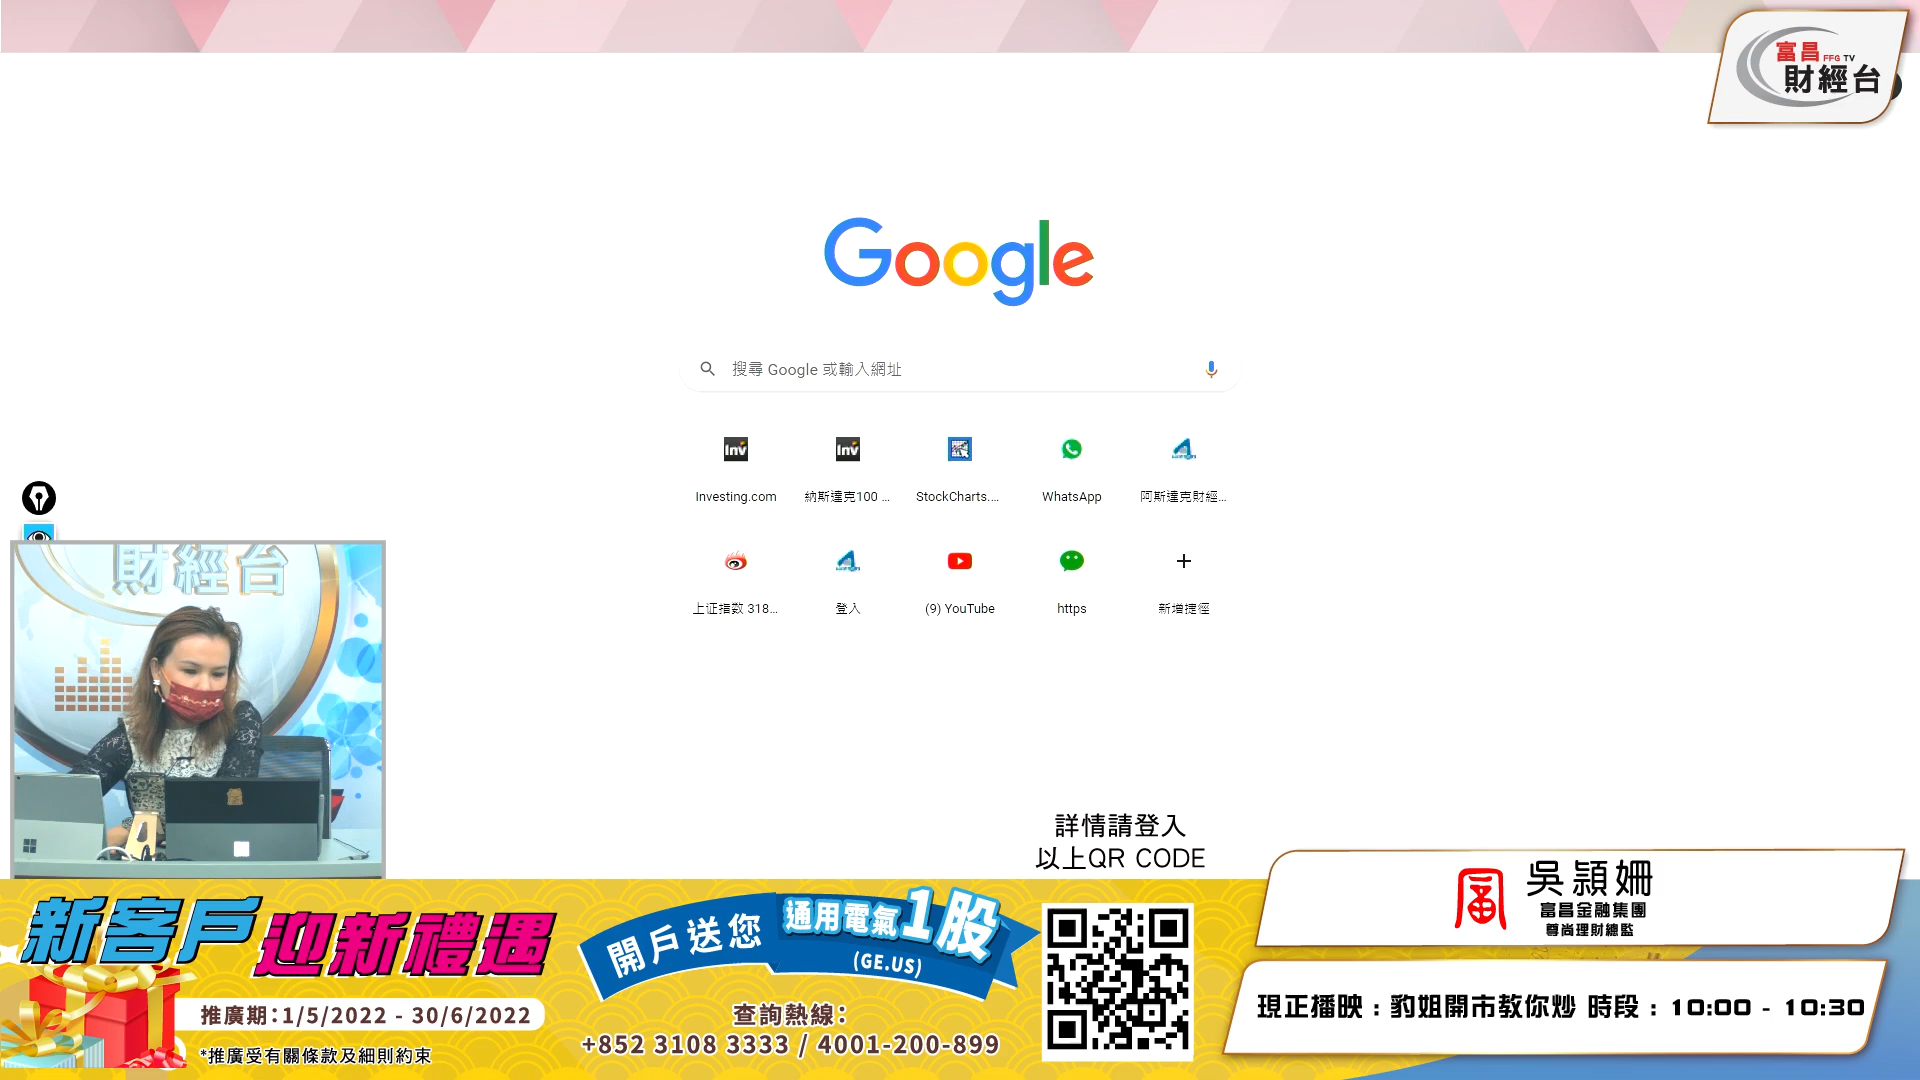 富昌 FFG TV
財經台
Google
搜尋 Google 或輸入網址
Inv
Inv
Investing.com
納斯達克100 ...
StockCharts....
WhatsApp
阿斯達克財經...
上证指数 318...
登入
(9) YouTube
https
新增捷徑
財經台
詳情請登入
以上QR CODE
新客戶迎新禮遇
推廣期:1/5/2022 - 30/6/2022
*推廣受有關條款及細則約束
開戶送您 通用電氣1股
(GE.US)
查詢熱線:
+852 3108 3333 / 4001-200-899
吳潁姍
富昌金融集團
尊尚理財總監
現正播映:豹姐開市教你炒 時段:10:00 - 10:30